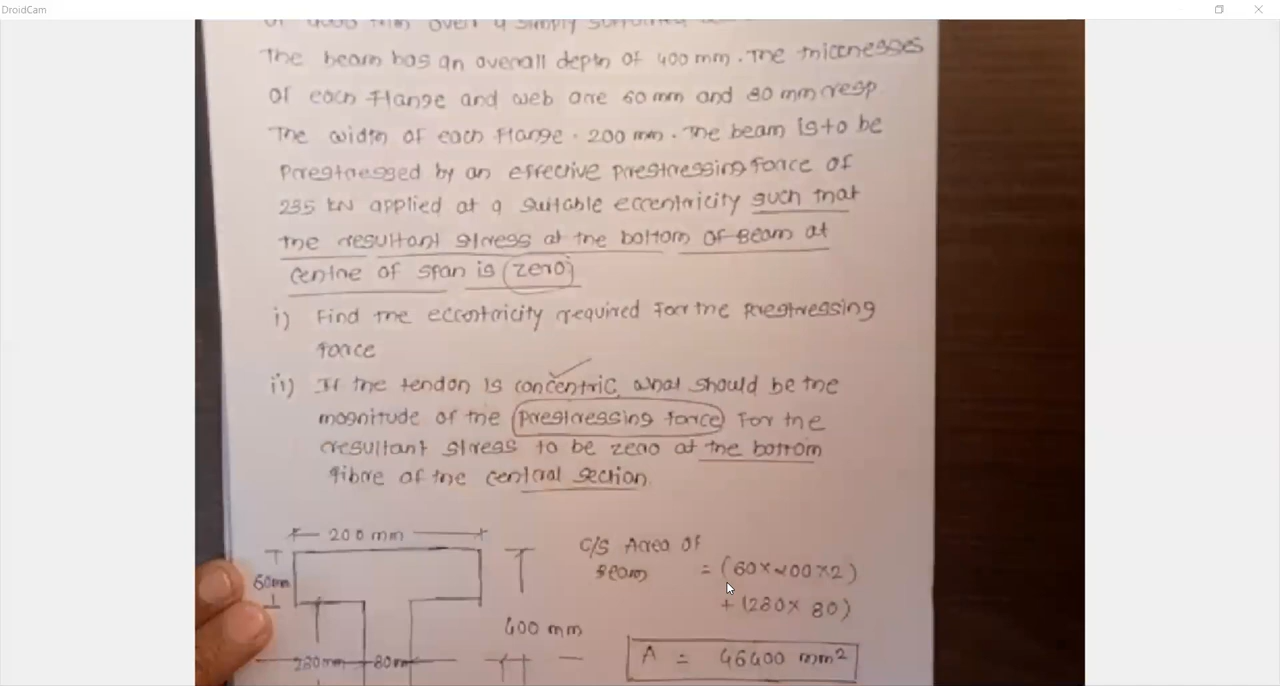 DroidCam
The beam has an overall depth of 400 mm. The thicknesses
of each flange and web are 60 mm and 80 mm resp.
The width of each flange = 200 mm. The beam is to be
Prestressed by an effective prestressing force of
235 kN applied at a suitable eccentricity such that
the resultant stress at the bottom of Beam at
centre of span is zero
i) Find the eccentricity required for the Prestressing
force
ii) If the tendon is concentric, what should be the
magnitude of the Prestressing force for the
resultant stress to be zero at the bottom
fibre of the central section.
200 mm
60mm
C/S Area of
Beam = (60×200×2)
+ (280 × 80)
400 mm
280mm 80mm
A = 46400 mm²